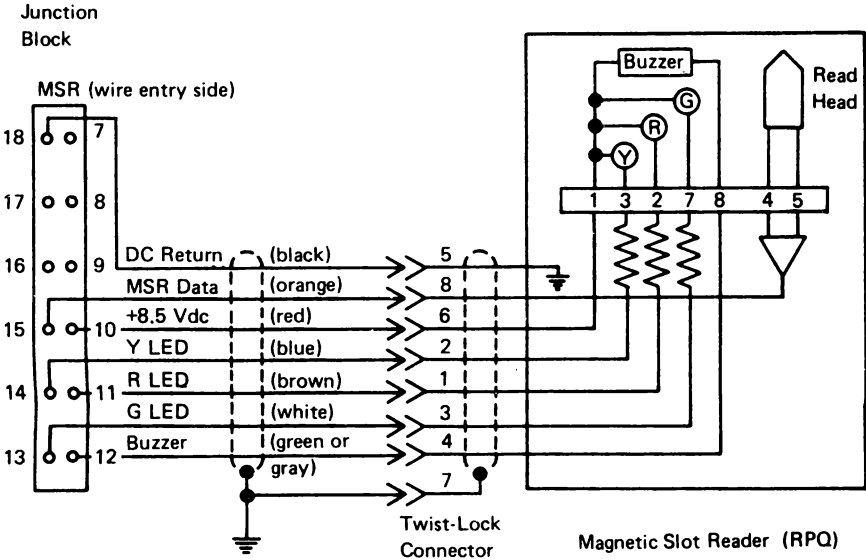 Junction
Block
MSR (wire entry side)
Buzzer
Read
Head
G
R
Y
18 7
17 8
16 9
15 10
14 11
13 12
1 3 2 7 8 4 5
DC Return (black) 5
MSR Data (orange) 8
+8.5 Vdc (red) 6
Y LED (blue) 2
R LED (brown) 1
G LED (white) 3
Buzzer (green or 4
gray)
7
Twist-Lock
Connector
Magnetic Slot Reader (RPQ)